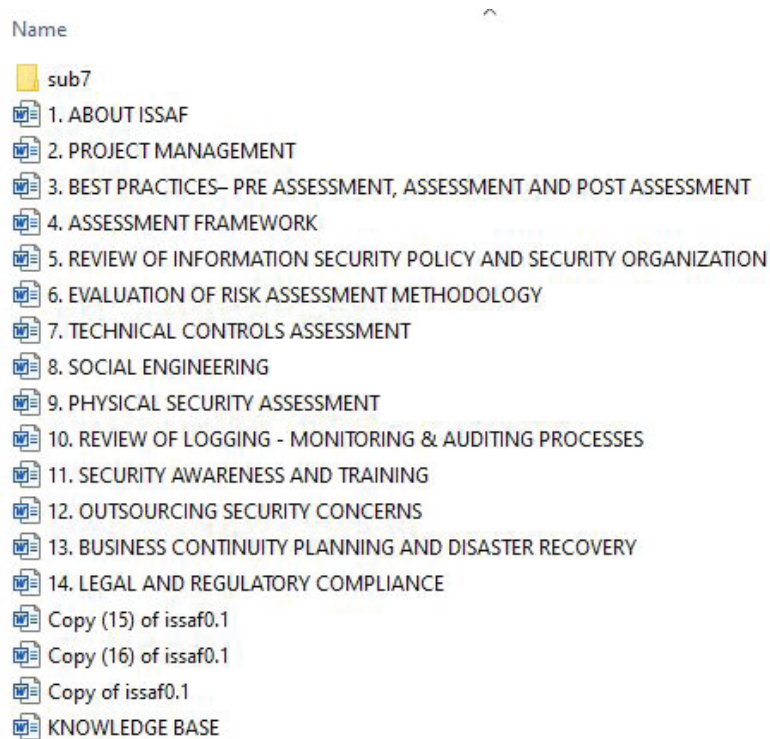 Name
sub7
1. ABOUT ISSAF
2. PROJECT MANAGEMENT
3. BEST PRACTICES– PRE ASSESSMENT, ASSESSMENT AND POST ASSESSMENT
4. ASSESSMENT FRAMEWORK
5. REVIEW OF INFORMATION SECURITY POLICY AND SECURITY ORGANIZATION
6. EVALUATION OF RISK ASSESSMENT METHODOLOGY
7. TECHNICAL CONTROLS ASSESSMENT
8. SOCIAL ENGINEERING
9. PHYSICAL SECURITY ASSESSMENT
10. REVIEW OF LOGGING - MONITORING & AUDITING PROCESSES
11. SECURITY AWARENESS AND TRAINING
12. OUTSOURCING SECURITY CONCERNS
13. BUSINESS CONTINUITY PLANNING AND DISASTER RECOVERY
14. LEGAL AND REGULATORY COMPLIANCE
Copy (15) of issaf0.1
Copy (16) of issaf0.1
Copy of issaf0.1
KNOWLEDGE BASE